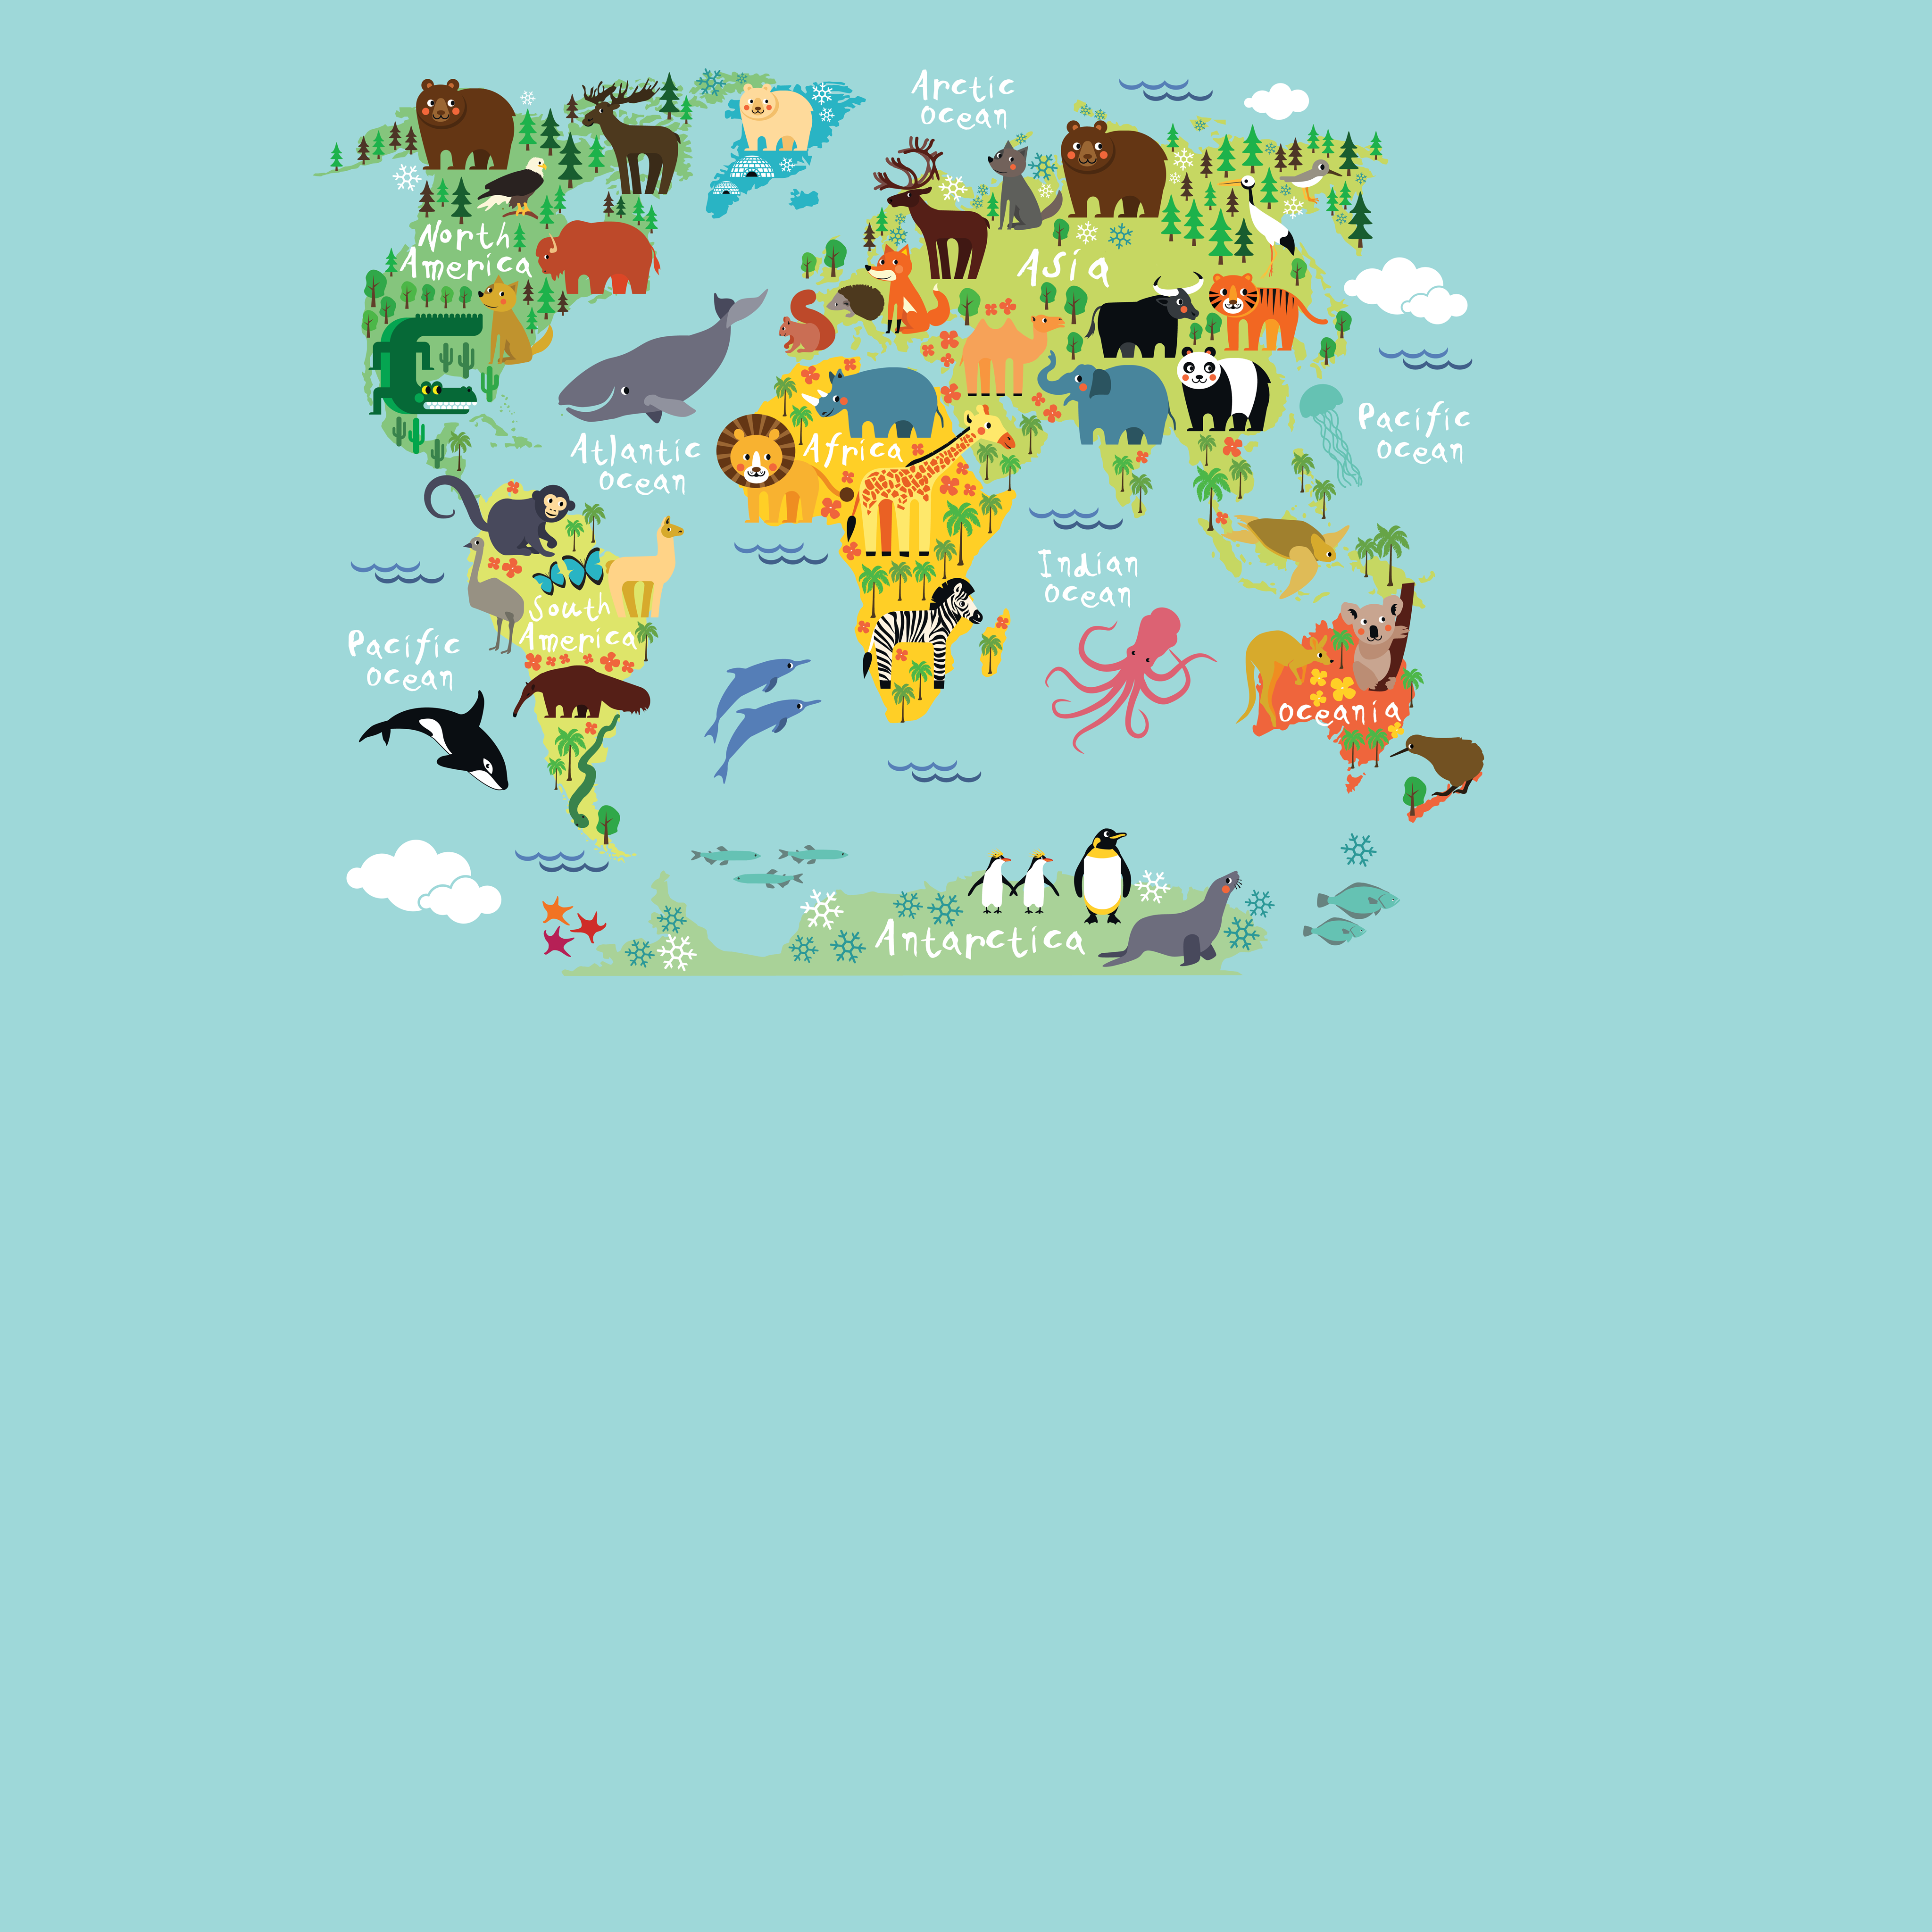 Arctic
Ocean
North
America
Asia
Atlantic
Ocean
Africa
Pacific
Ocean
Indian
Ocean
South
America
Pacific
Ocean
Oceania
Antarctica